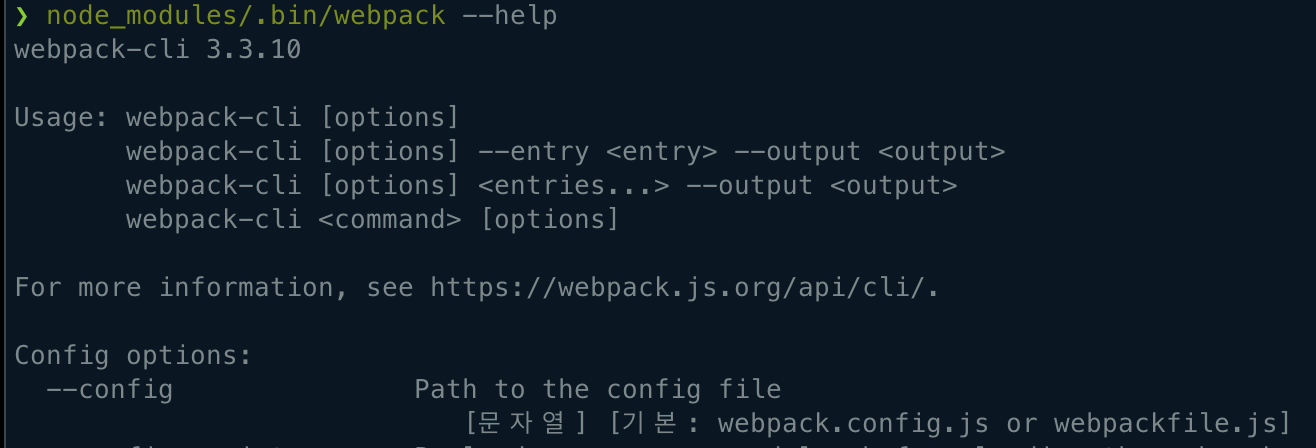 ❯ node_modules/.bin/webpack --help
webpack-cli 3.3.10
Usage: webpack-cli [options]
webpack-cli [options] --entry <entry> --output <output>
webpack-cli [options] <entries...> --output <output>
webpack-cli <command> [options]
For more information, see https://webpack.js.org/api/cli/.
Config options:
--config Path to the config file
[문자열] [기본: webpack.config.js or webpackfile.js]